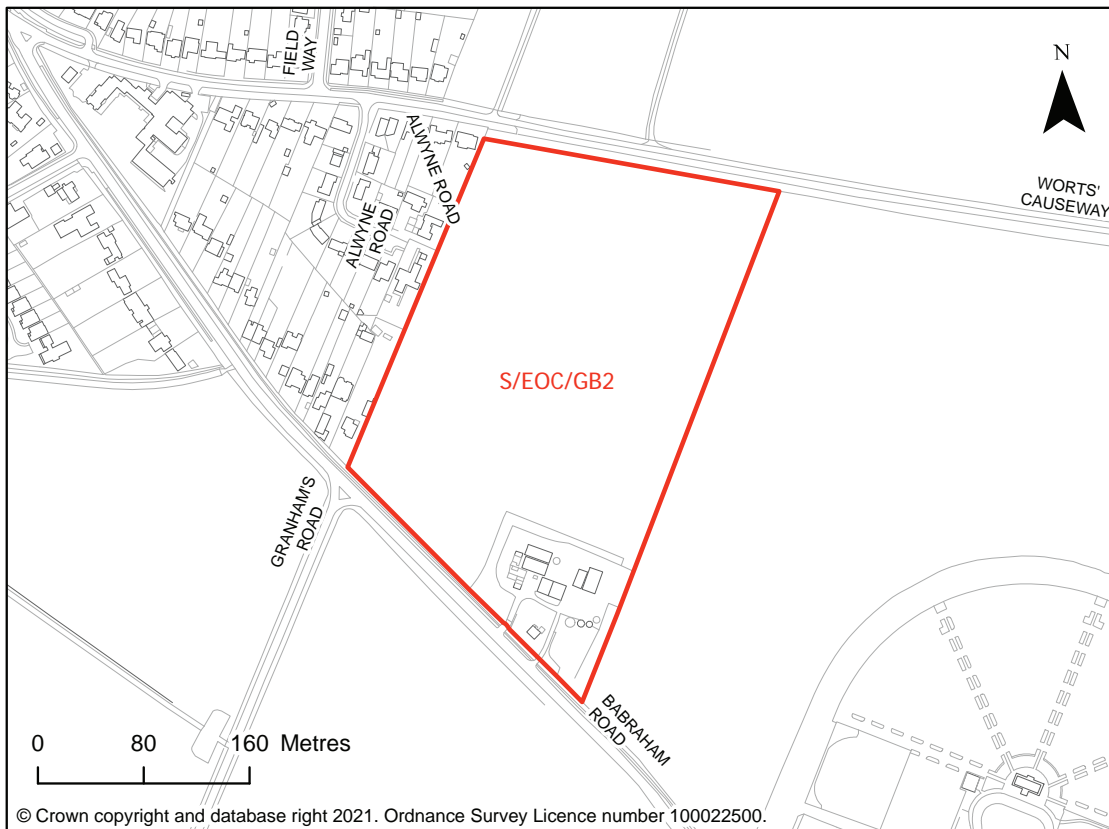 FIELD
WAY
N
ALWYNE ROAD
WORTS'
CAUSEWAY
ALWYNE
ROAD
S/EOC/GB2
GRANHAM'S
ROAD
BABRAHAM
ROAD
0 80 160 Metres
© Crown copyright and database right 2021. Ordnance Survey Licence number 100022500.